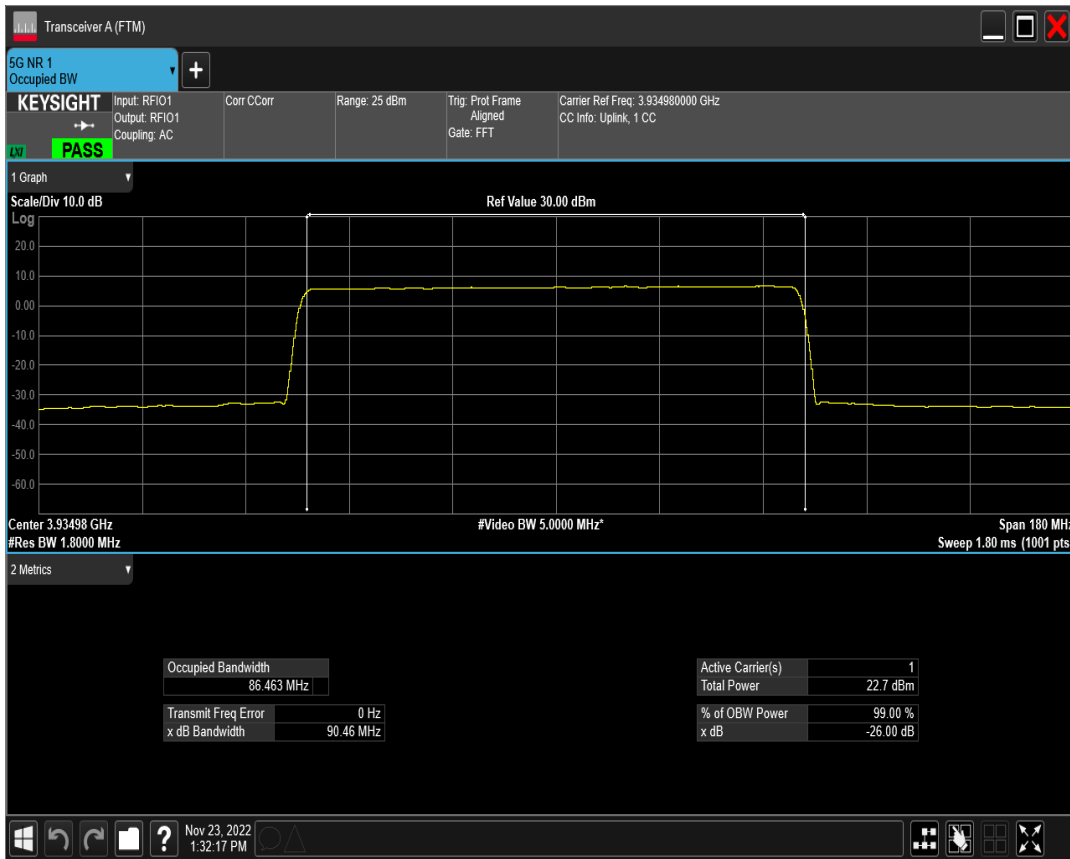 Transceiver A (FTM)
5G NR 1
Occupied BW
+
KEYSIGHT
LXI
PASS
Input: RFIO1
Output: RFIO1
Coupling: AC
Corr CCorr
Range: 25 dBm
Trig: Prot Frame
Aligned
Gate: FFT
Carrier Ref Freq: 3.934980000 GHz
CC Info: Uplink, 1 CC
1 Graph
Scale/Div 10.0 dB
Ref Value 30.00 dBm
Log
20.0
10.0
0.00
-10.0
-20.0
-30.0
-40.0
-50.0
-60.0
Center 3.93498 GHz
#Video BW 5.0000 MHz*
Span 180 MHz
#Res BW 1.8000 MHz
Sweep 1.80 ms (1001 pts
2 Metrics
Occupied Bandwidth
86.463 MHz
Transmit Freq Error 0 Hz
x dB Bandwidth 90.46 MHz
Active Carrier(s) 1
Total Power 22.7 dBm
% of OBW Power 99.00 %
x dB -26.00 dB
?
Nov 23, 2022
1:32:17 PM